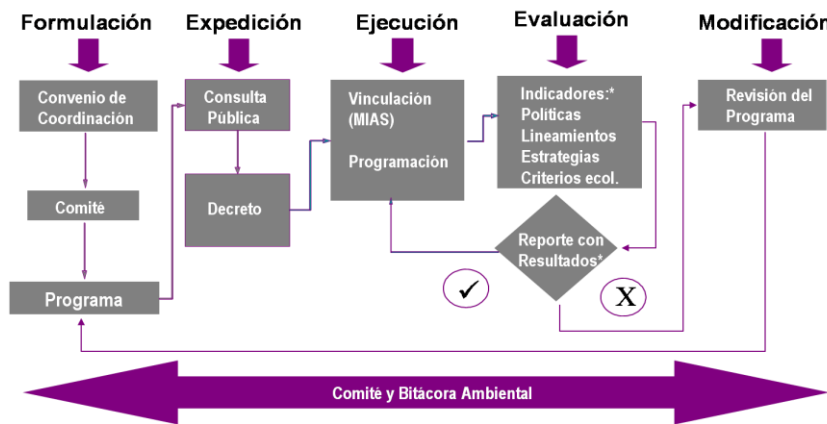 Formulación
Expedición
Ejecución
Evaluación
Modificación
Convenio de
Coordinación
Comité
Programa
Consulta
Pública
Decreto
Vinculación
(MIAS)
Programación
Indicadores:*
Políticas
Lineamientos
Estrategias
Criterios ecol.
Reporte con
Resultados*
✓
X
Revisión del
Programa
Comité y Bitácora Ambiental